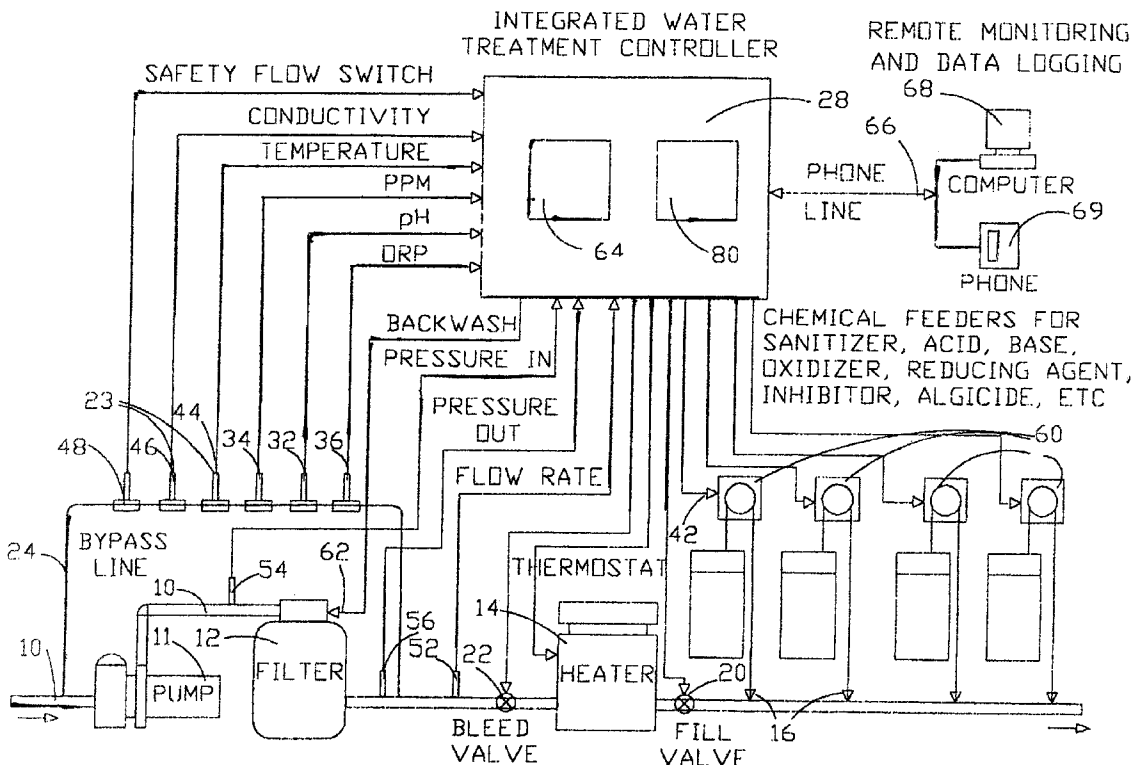 INTEGRATED WATER
TREATMENT CONTROLLER
REMOTE MONITORING
AND DATA LOGGING
SAFETY FLOW SWITCH
CONDUCTIVITY
TEMPERATURE
PPM
pH
ORP
28
64
80
66
68
PHONE
LINE
COMPUTER
69
PHONE
BACKWASH
PRESSURE IN
PRESSURE
OUT
FLOW RATE
CHEMICAL FEEDERS FOR
SANITIZER, ACID, BASE,
OXIDIZER, REDUCING AGENT,
INHIBITOR, ALGICIDE, ETC
23
44
48
46
34
32
36
60
42
24
BYPASS
LINE
54
62
THERMOSTAT
10
11
12
10
PUMP
FILTER
56
52
22
14
HEATER
20
BLEED
VALVE
FILL
VALVE
16